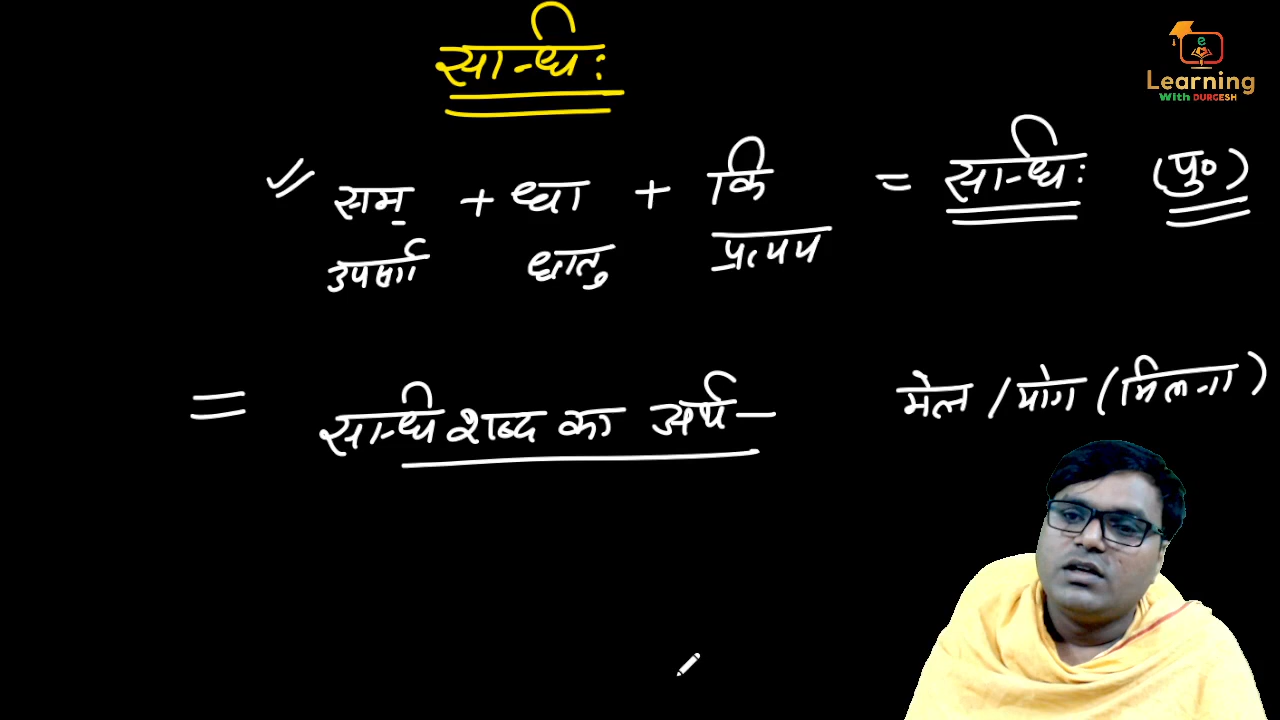 सन्धिः
e
Learning
With DURGESH
सम् + धा + कि = सन्धिः (पु०)
उपसर्ग धातु प्रत्यय
= सन्धि शब्द का अर्थ — मेल / योग (मिलना)